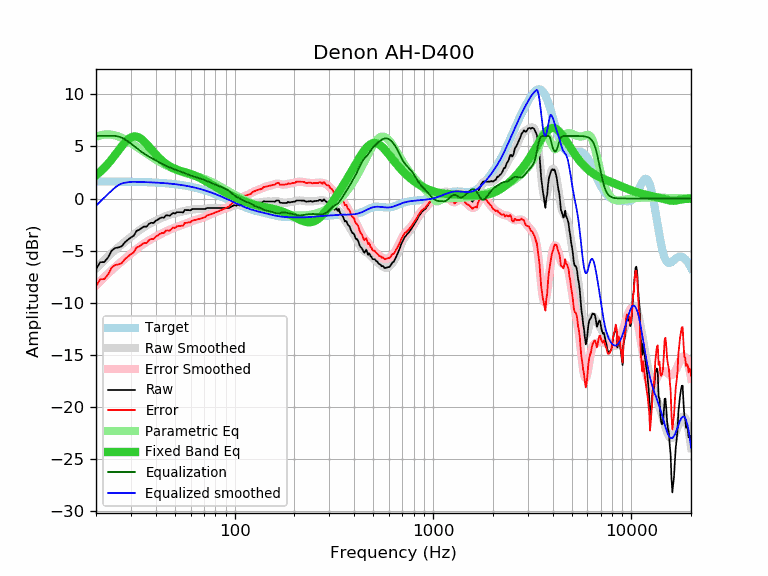 Denon AH-D400
Amplitude (dBr)
10
5
0
−5
−10
−15
−20
−25
−30
Target
Raw Smoothed
Error Smoothed
Raw
Error
Parametric Eq
Fixed Band Eq
Equalization
Equalized smoothed
100
1000
10000
Frequency (Hz)